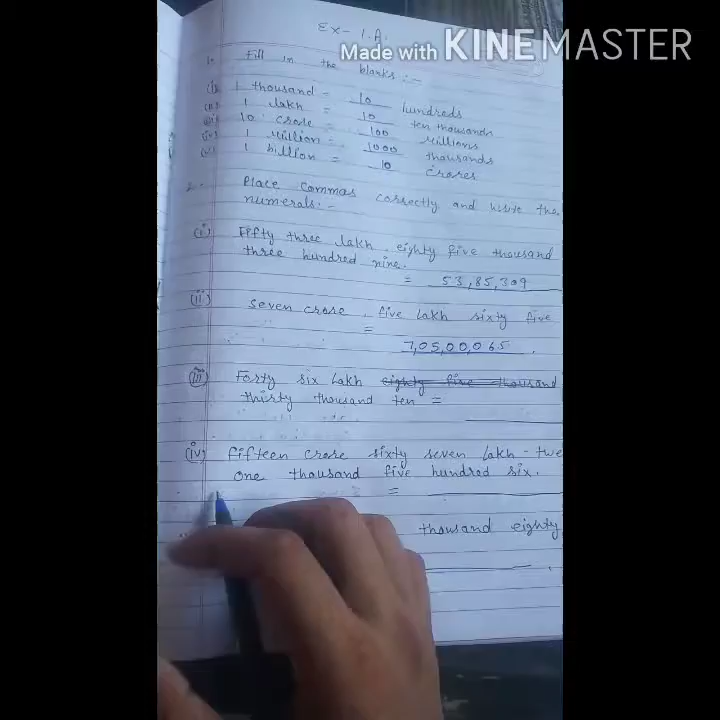 Ex- 1.A.
Made with KINEMASTER
1. Fill in the blanks :-
(i) 1 thousand = 10 hundreds
(ii) 1 lakh = 10 ten thousands
(iii) 10 crore = 100 millions
(iv) 1 Million = 1000 thousands
(v) 1 billion = 10 crores
2. Place commas correctly and write the
numerals:-
(i) Fifty three lakh, eighty five thousand
three hundred nine.
= 53,85,309
(ii) Seven crore, five lakh sixty five
= 7,05,00,065.
(iii) Forty six lakh eighty five thousand
thirty thousand ten =
(iv) Fifteen crore sixty seven lakh - twe
one thousand five hundred six.
=
thousand eighty